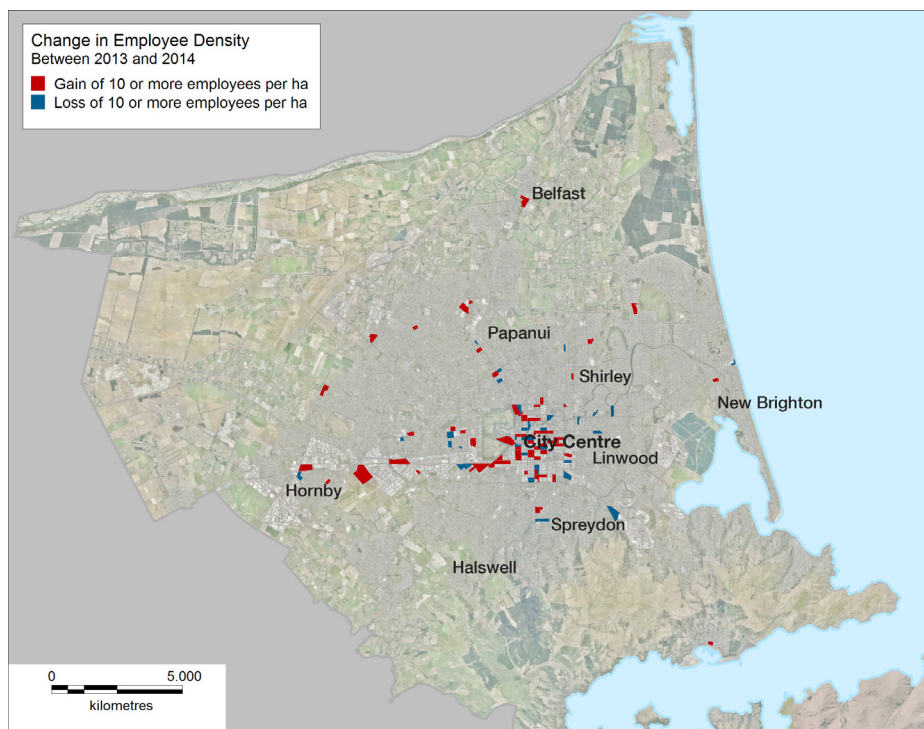 Change in Employee Density
Between 2013 and 2014
Gain of 10 or more employees per ha
Loss of 10 or more employees per ha
Belfast
Papanui
Shirley
New Brighton
City Centre
Linwood
Hornby
Spreydon
Halswell
0 5.000
kilometres